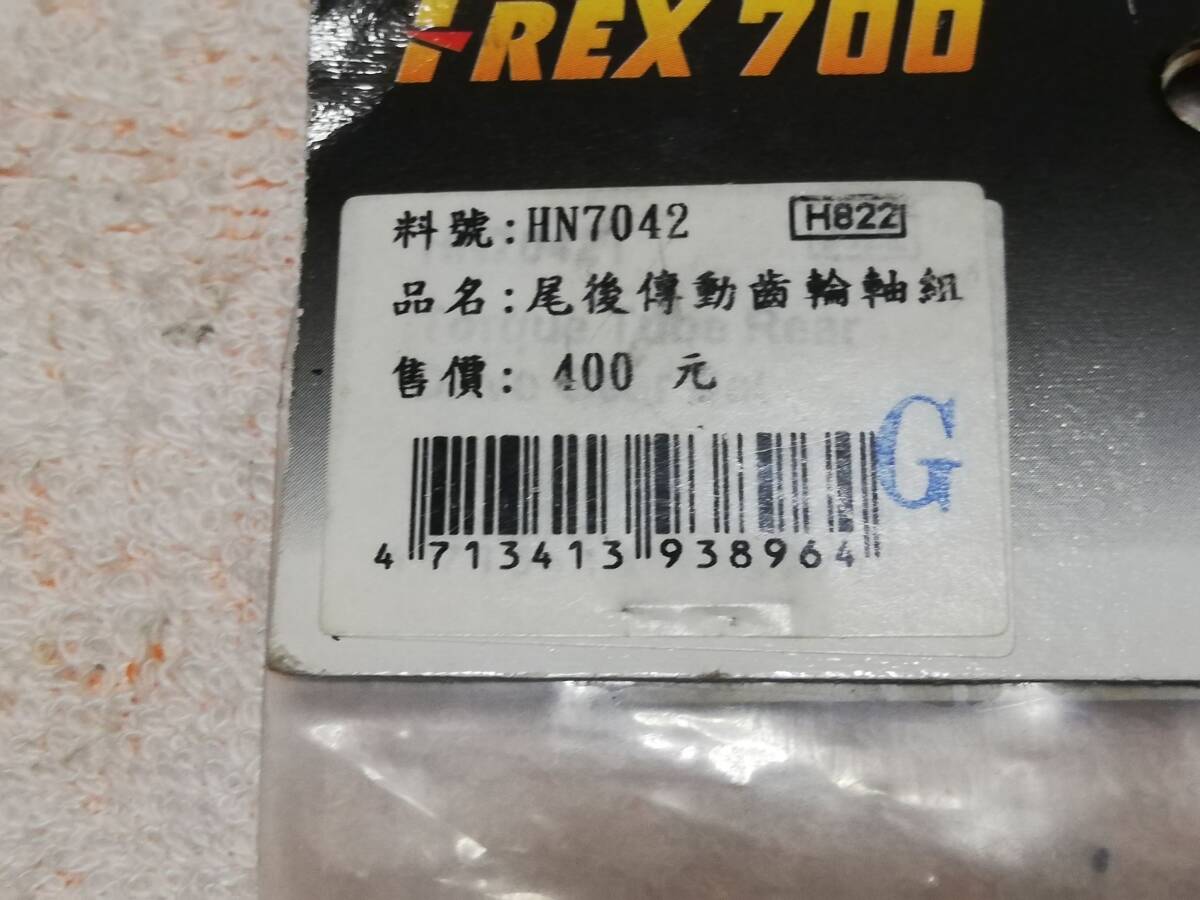 T-REX 700
料號:HN7042 H822
品名:尾後傳動齒輪軸組
售價: 400 元
G
4 713413 938964